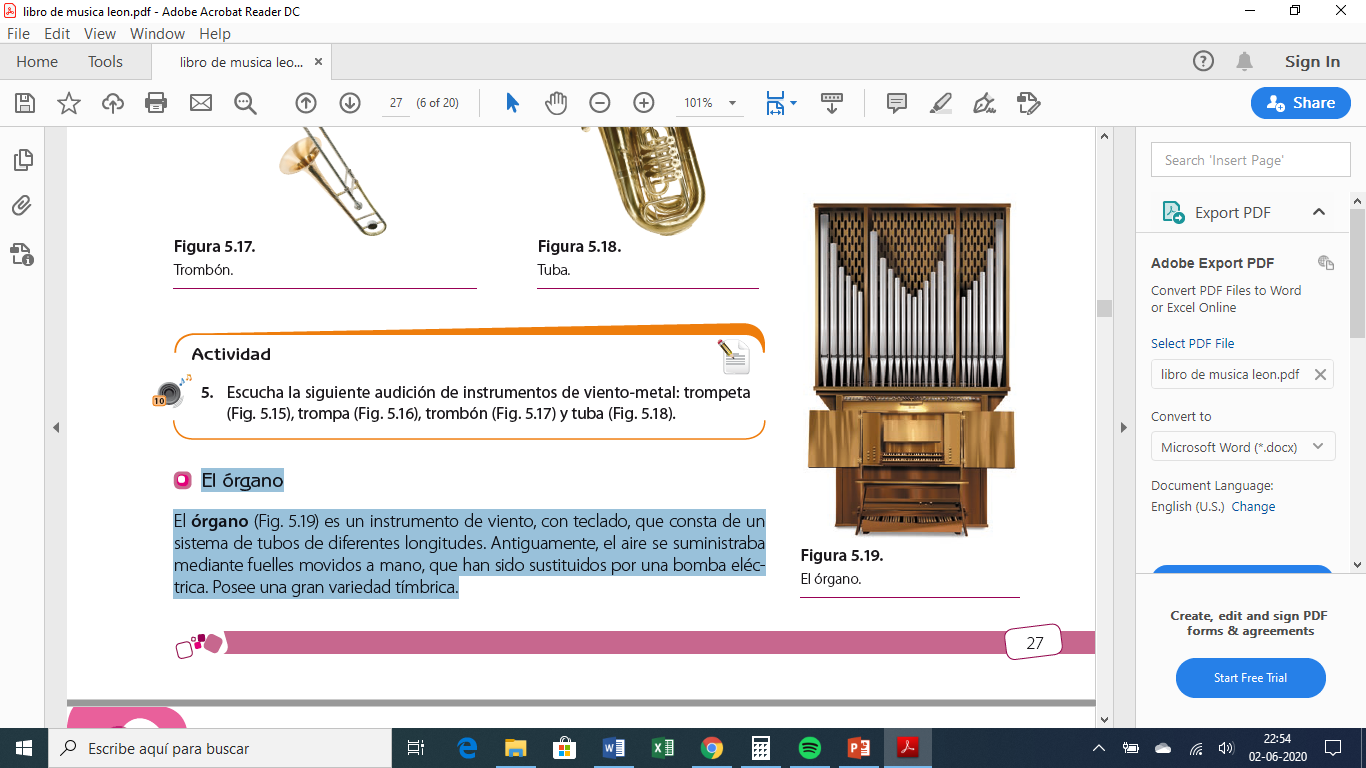 libro de musica leon.pdf - Adobe Acrobat Reader DC
File Edit View Window Help
Home Tools libro de musica leo... × Sign In
27 (6 of 20) 101% Share
Figura 5.17.
Trombón.
Figura 5.18.
Tuba.
Actividad
10
5. Escucha la siguiente audición de instrumentos de viento-metal: trompeta
(Fig. 5.15), trompa (Fig. 5.16), trombón (Fig. 5.17) y tuba (Fig. 5.18).
El órgano
El órgano (Fig. 5.19) es un instrumento de viento, con teclado, que consta de un
sistema de tubos de diferentes longitudes. Antiguamente, el aire se suministraba
mediante fuelles movidos a mano, que han sido sustituidos por una bomba eléc-
trica. Posee una gran variedad tímbrica.
Figura 5.19.
El órgano.
27
Search 'Insert Page'
Export PDF
Adobe Export PDF
Convert PDF Files to Word
or Excel Online
Select PDF File
libro de musica leon.pdf
Convert to
Microsoft Word (*.docx)
Document Language:
English (U.S.) Change
Create, edit and sign PDF
forms & agreements
Start Free Trial
Escribe aquí para buscar
22:54
02-06-2020